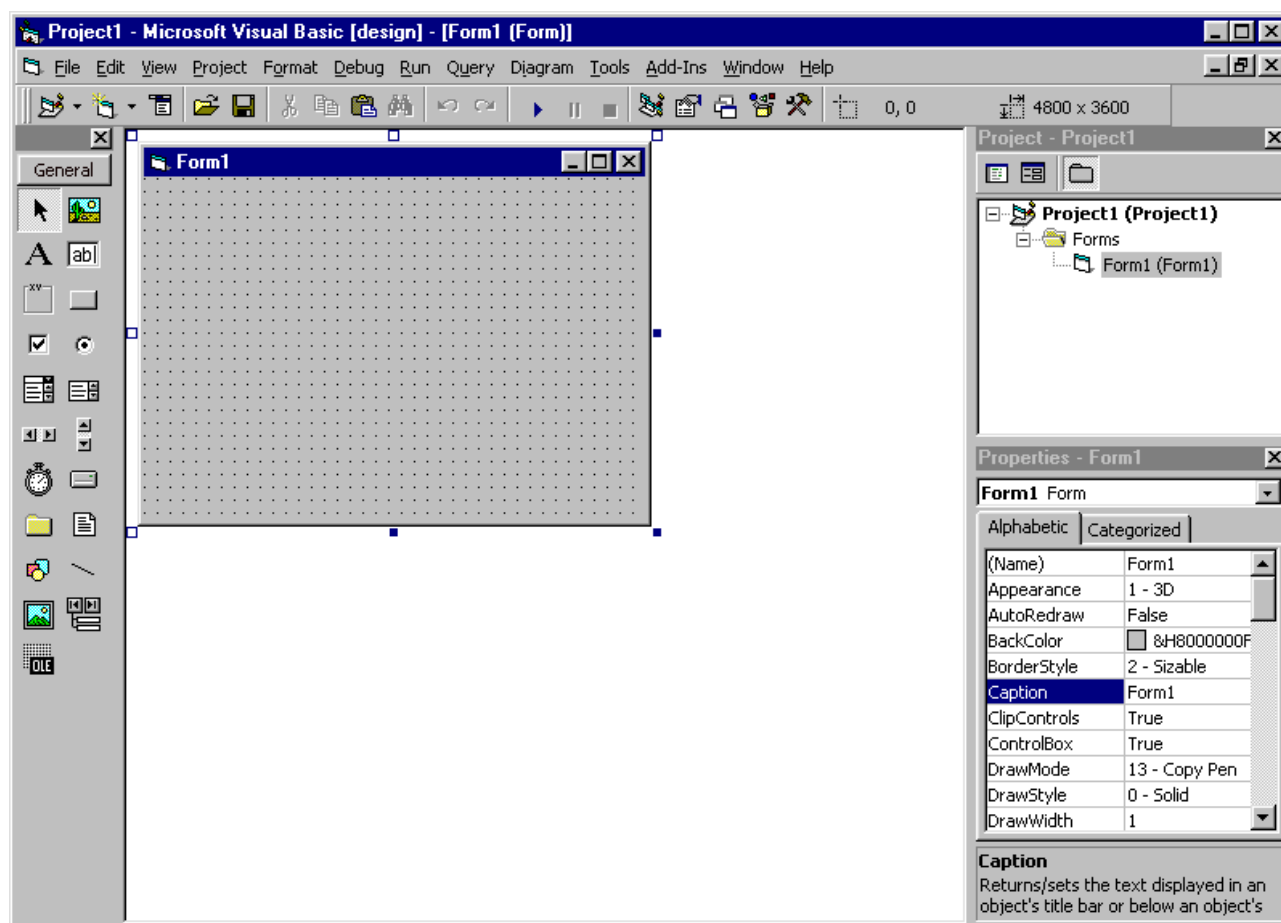 Project1 - Microsoft Visual Basic [design] - [Form1 (Form)]
File Edit View Project Format Debug Run Query Diagram Tools Add-Ins Window Help
0, 0 4800 x 3600
General
A ab|
xy
OLE
Form1
Project - Project1
Project1 (Project1)
Forms
Form1 (Form1)
Properties - Form1
Form1 Form
Alphabetic Categorized
(Name) Form1
Appearance 1 - 3D
AutoRedraw False
BackColor &H8000000F
BorderStyle 2 - Sizable
Caption Form1
ClipControls True
ControlBox True
DrawMode 13 - Copy Pen
DrawStyle 0 - Solid
DrawWidth 1
Caption
Returns/sets the text displayed in an
object's title bar or below an object's